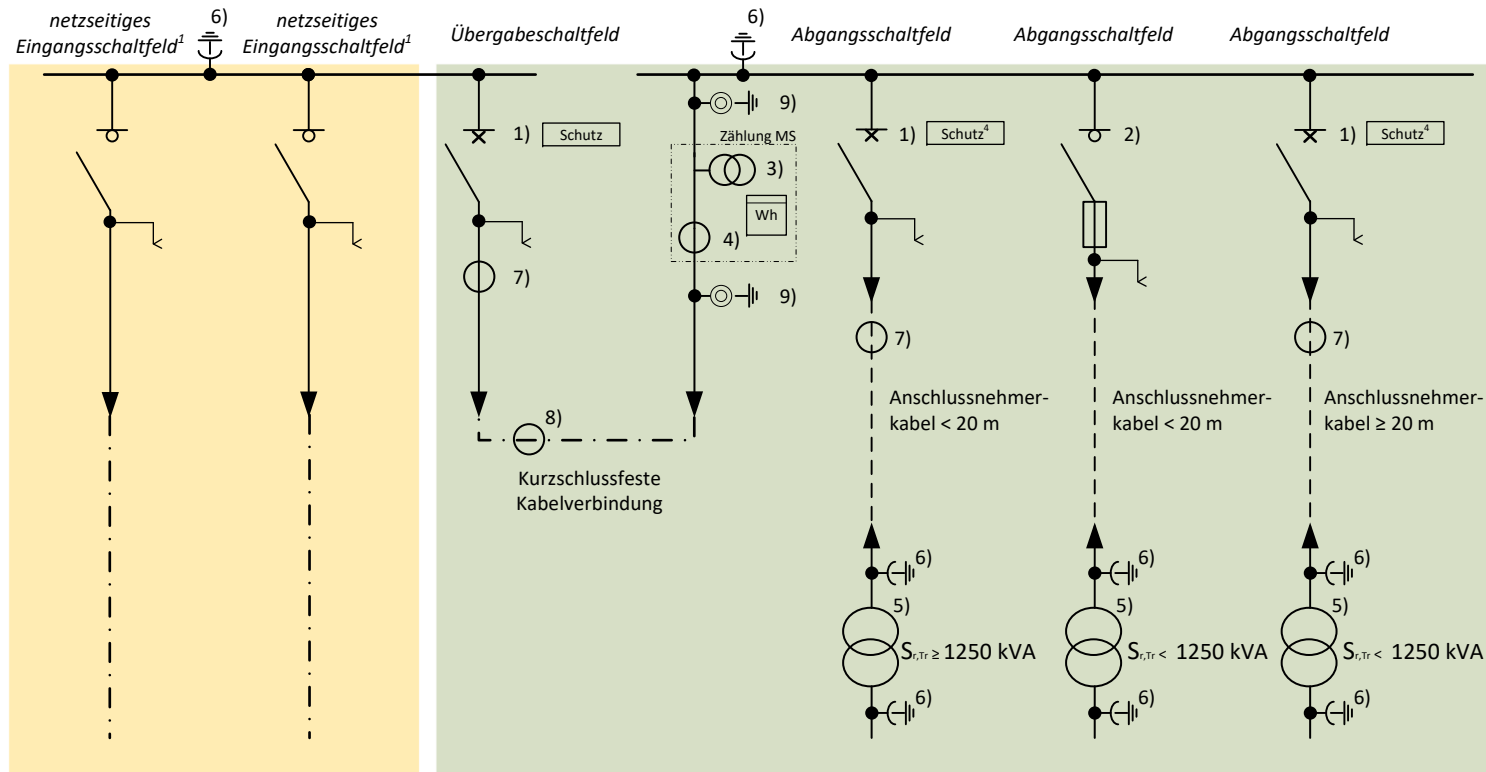 netzseitiges
Eingangsschaltfeld¹
6)
netzseitiges
Eingangsschaltfeld¹
Übergabeschaltfeld
6)
Abgangsschaltfeld
Abgangsschaltfeld
Abgangsschaltfeld
1)
Schutz
9)
Zählung MS
3)
Wh
4)
9)
7)
8)
Kurzschlussfeste
Kabelverbindung
1)
Schutz⁴
7)
Anschlussnehmer-
kabel < 20 m
6)
5)
Sr,Tr ≥ 1250 kVA
6)
2)
Anschlussnehmer-
kabel < 20 m
6)
5)
Sr,Tr < 1250 kVA
6)
1)
Schutz⁴
7)
Anschlussnehmer-
kabel ≥ 20 m
6)
5)
Sr,Tr < 1250 kVA
6)